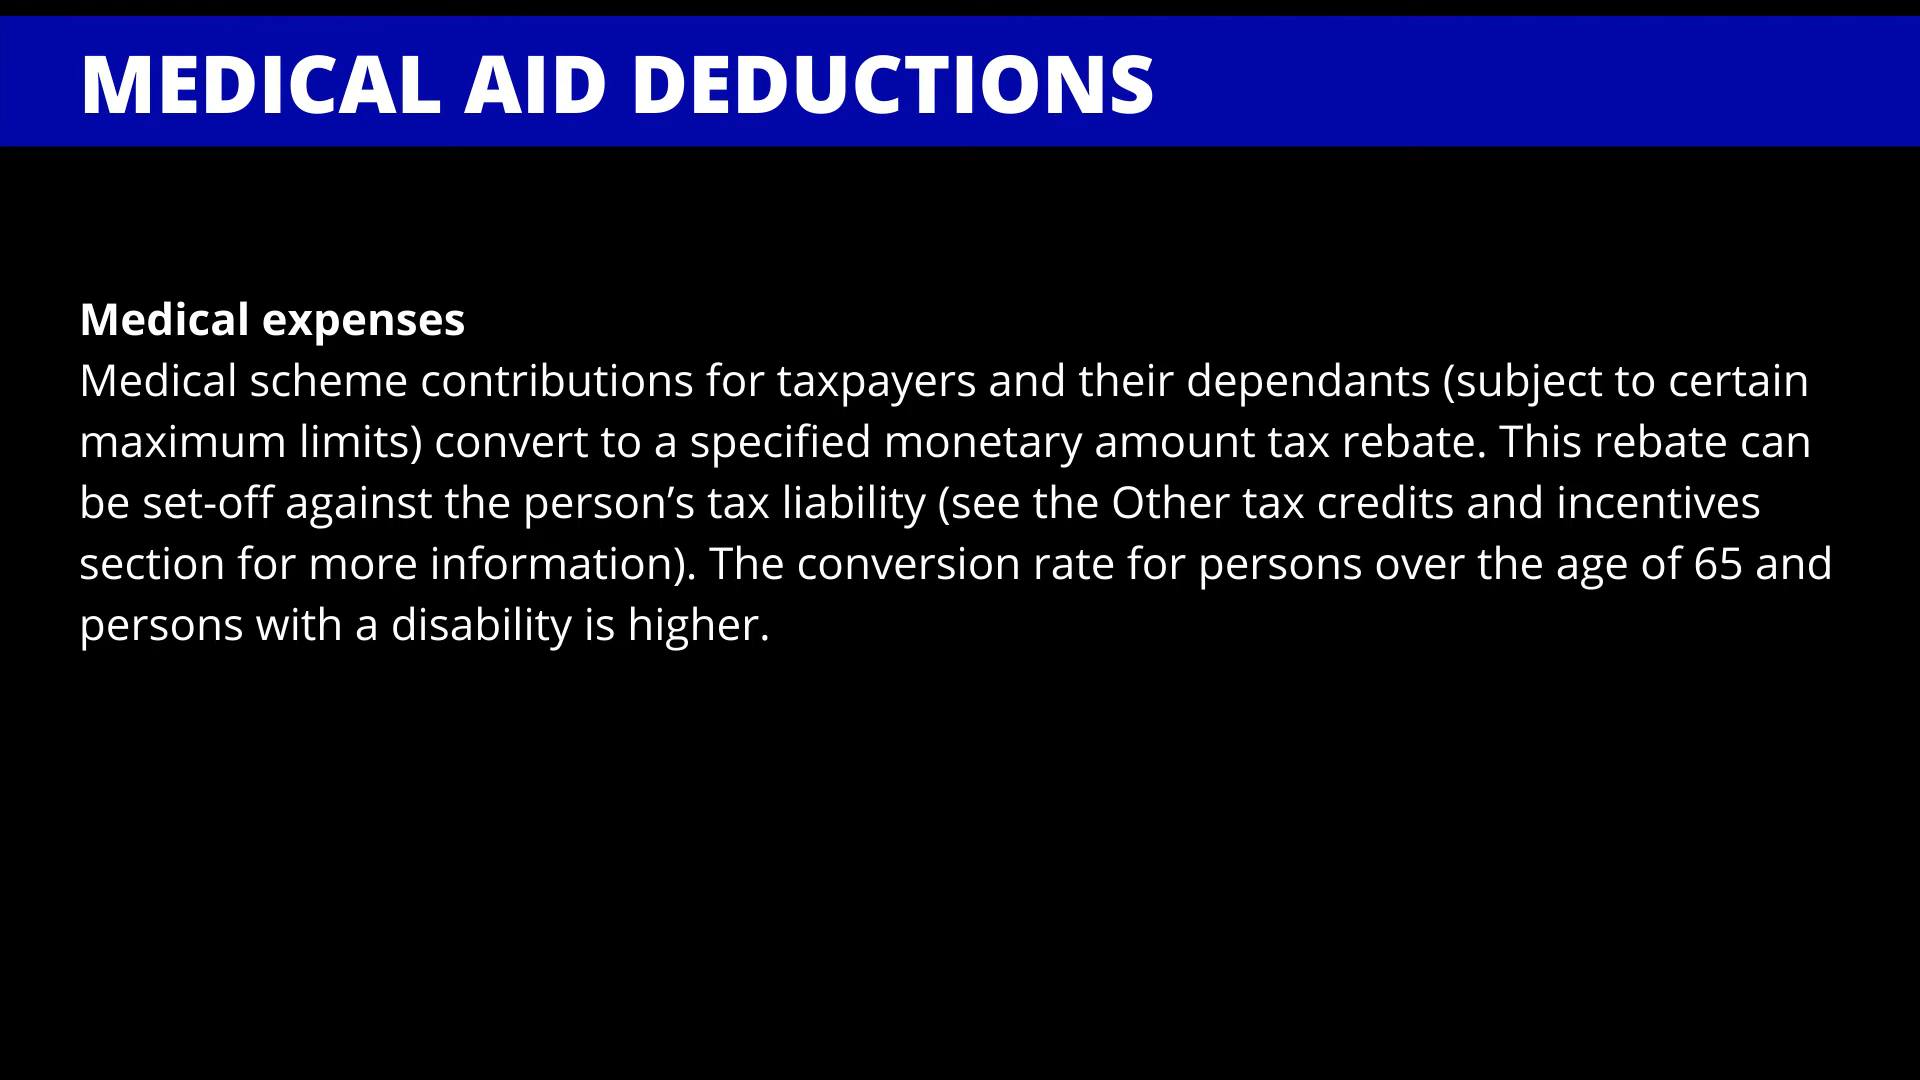 MEDICAL AID DEDUCTIONS
Medical expenses
Medical scheme contributions for taxpayers and their dependants (subject to certain
maximum limits) convert to a specified monetary amount tax rebate. This rebate can
be set-off against the person’s tax liability (see the Other tax credits and incentives
section for more information). The conversion rate for persons over the age of 65 and
persons with a disability is higher.